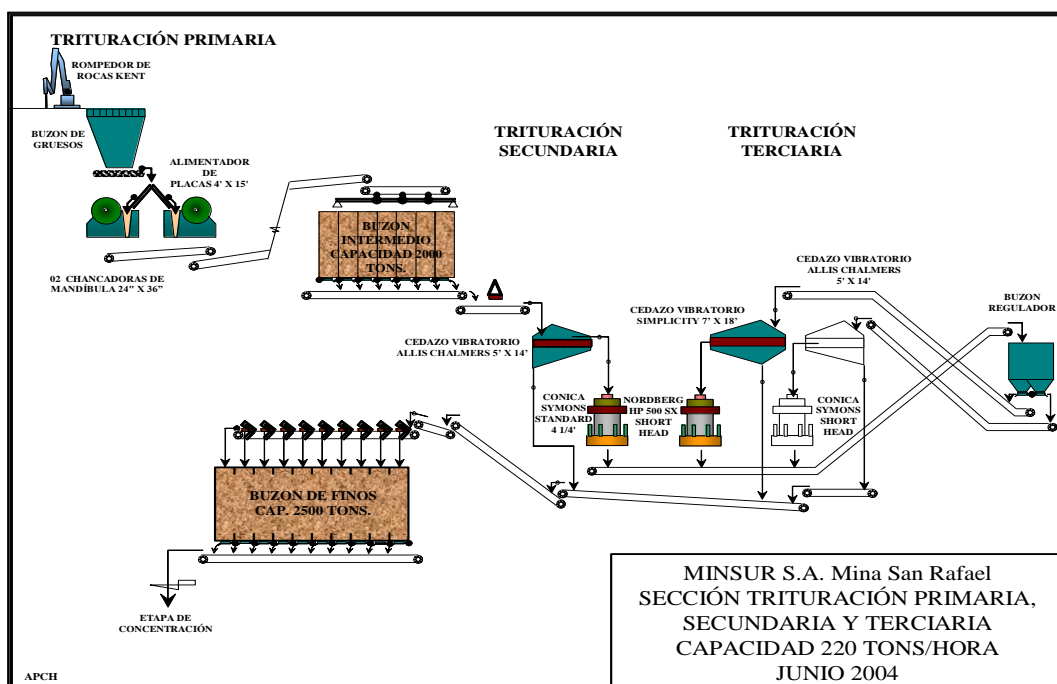 TRITURACIÓN PRIMARIA
ROMPEDOR DE
ROCAS KENT
BUZON DE
GRUESOS
ALIMENTADOR
DE
PLACAS 4' X 15'
02 CHANCADORAS DE
MANDÍBULA 24" X 36"
BUZON
INTERMEDIO
CAPACIDAD 2000
TONS.
TRITURACIÓN
SECUNDARIA
TRITURACIÓN
TERCIARIA
CEDAZO VIBRATORIO
ALLIS CHALMERS 5' X 14'
CEDAZO VIBRATORIO
SIMPLICITY 7' X 18'
CEDAZO VIBRATORIO
ALLIS CHALMERS
5' X 14'
BUZON
REGULADOR
CONICA
SYMONS
STANDARD
4 1/4'
NORDBERG
HP 500 SX
SHORT
HEAD
CONICA
SYMONS
SHORT
HEAD
BUZON DE FINOS
CAP. 2500 TONS.
ETAPA DE
CONCENTRACIÓN
MINSUR S.A. Mina San Rafael
SECCIÓN TRITURACIÓN PRIMARIA,
SECUNDARIA Y TERCIARIA
CAPACIDAD 220 TONS/HORA
JUNIO 2004
APCH